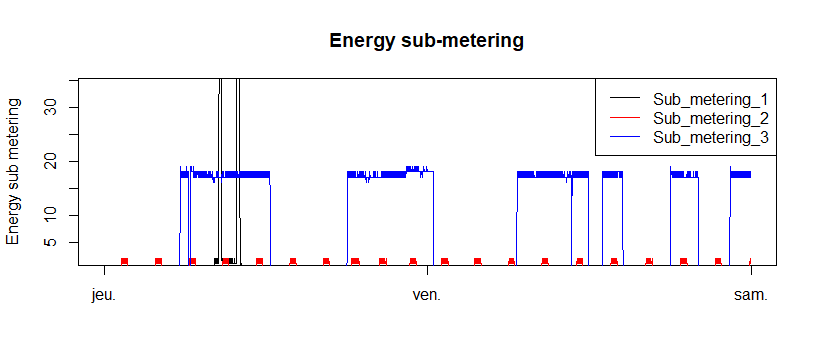 Energy sub-metering
Energy sub metering
30
20
10
5
Sub_metering_1
Sub_metering_2
Sub_metering_3
jeu.
ven.
sam.